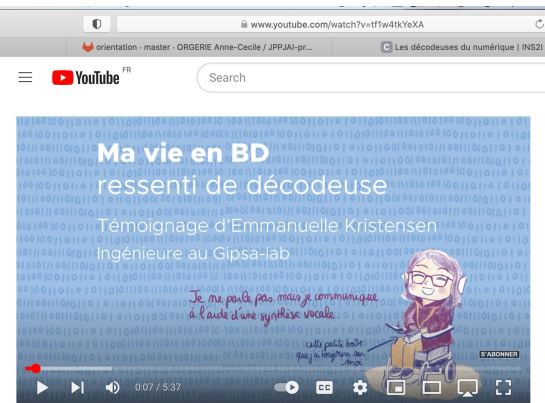 www.youtube.com/watch?v=tf1w4tkYeXA
orientation · master · ORGERIE Anne-Cecile / JPPJAI-pr...
C Les décodeuses du numérique | INS2I
YouTube FR
Search
Ma vie en BD
ressenti de décodeuse
Témoignage d'Emmanuelle Kristensen
Ingénieure au Gipsa-lab
Je ne parle pas mais je communique
à l'aide d'une synthèse vocale.
cette petite boîte
que j'ai toujours sur
moi
S'ABONNER
0:07 / 5:37
CC